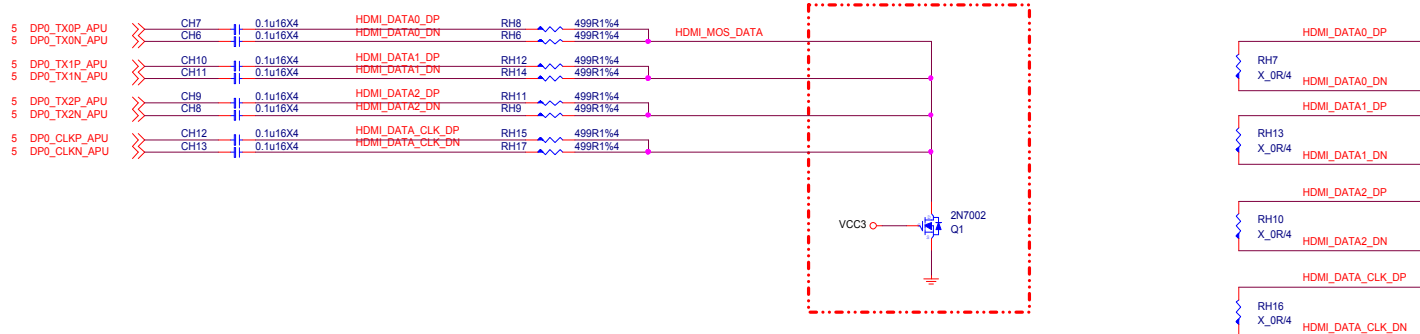 5 DP0_TX0P_APU CH7 0.1u16X4 HDMI_DATA0_DP RH8 499R1%4
5 DP0_TX0N_APU CH6 0.1u16X4 HDMI_DATA0_DN RH6 499R1%4 HDMI_MOS_DATA
5 DP0_TX1P_APU CH10 0.1u16X4 HDMI_DATA1_DP RH12 499R1%4
5 DP0_TX1N_APU CH11 0.1u16X4 HDMI_DATA1_DN RH14 499R1%4
5 DP0_TX2P_APU CH9 0.1u16X4 HDMI_DATA2_DP RH11 499R1%4
5 DP0_TX2N_APU CH8 0.1u16X4 HDMI_DATA2_DN RH9 499R1%4
5 DP0_CLKP_APU CH12 0.1u16X4 HDMI_DATA_CLK_DP RH15 499R1%4
5 DP0_CLKN_APU CH13 0.1u16X4 HDMI_DATA_CLK_DN RH17 499R1%4
VCC3
2N7002
Q1
HDMI_DATA0_DP
RH7
X_0R/4
HDMI_DATA0_DN
HDMI_DATA1_DP
RH13
X_0R/4
HDMI_DATA1_DN
HDMI_DATA2_DP
RH10
X_0R/4
HDMI_DATA2_DN
HDMI_DATA_CLK_DP
RH16
X_0R/4
HDMI_DATA_CLK_DN